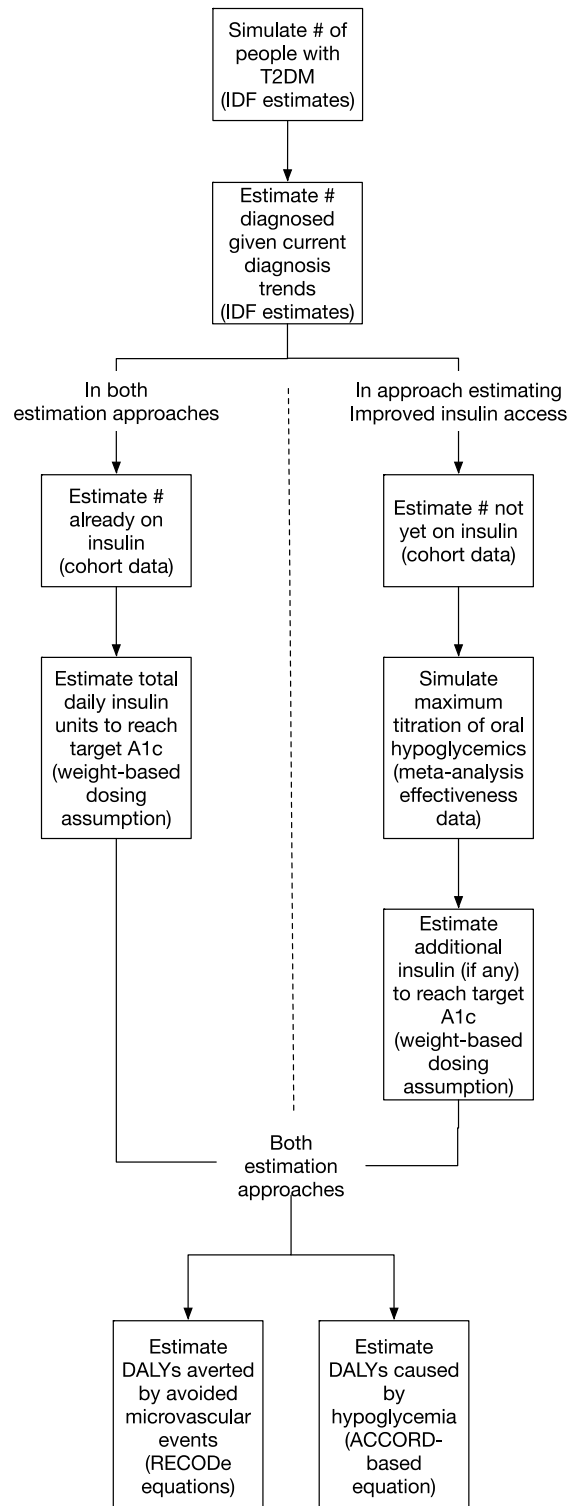 Simulate # of
people with
T2DM
(IDF estimates)
Estimate #
diagnosed
given current
diagnosis
trends
(IDF estimates)
In both
estimation approaches
In approach estimating
Improved insulin access
Estimate #
already on
insulin
(cohort data)
Estimate # not
yet on insulin
(cohort data)
Estimate total
daily insulin
units to reach
target A1c
(weight-based
dosing
assumption)
Simulate
maximum
titration of oral
hypoglycemics
(meta-analysis
effectiveness
data)
Estimate
additional
insulin (if any)
to reach target
A1c
(weight-based
dosing
assumption)
Both
estimation
approaches
Estimate
DALYs averted
by avoided
microvascular
events
(RECODe
equations)
Estimate
DALYs caused
by
hypoglycemia
(ACCORD-
based
equation)